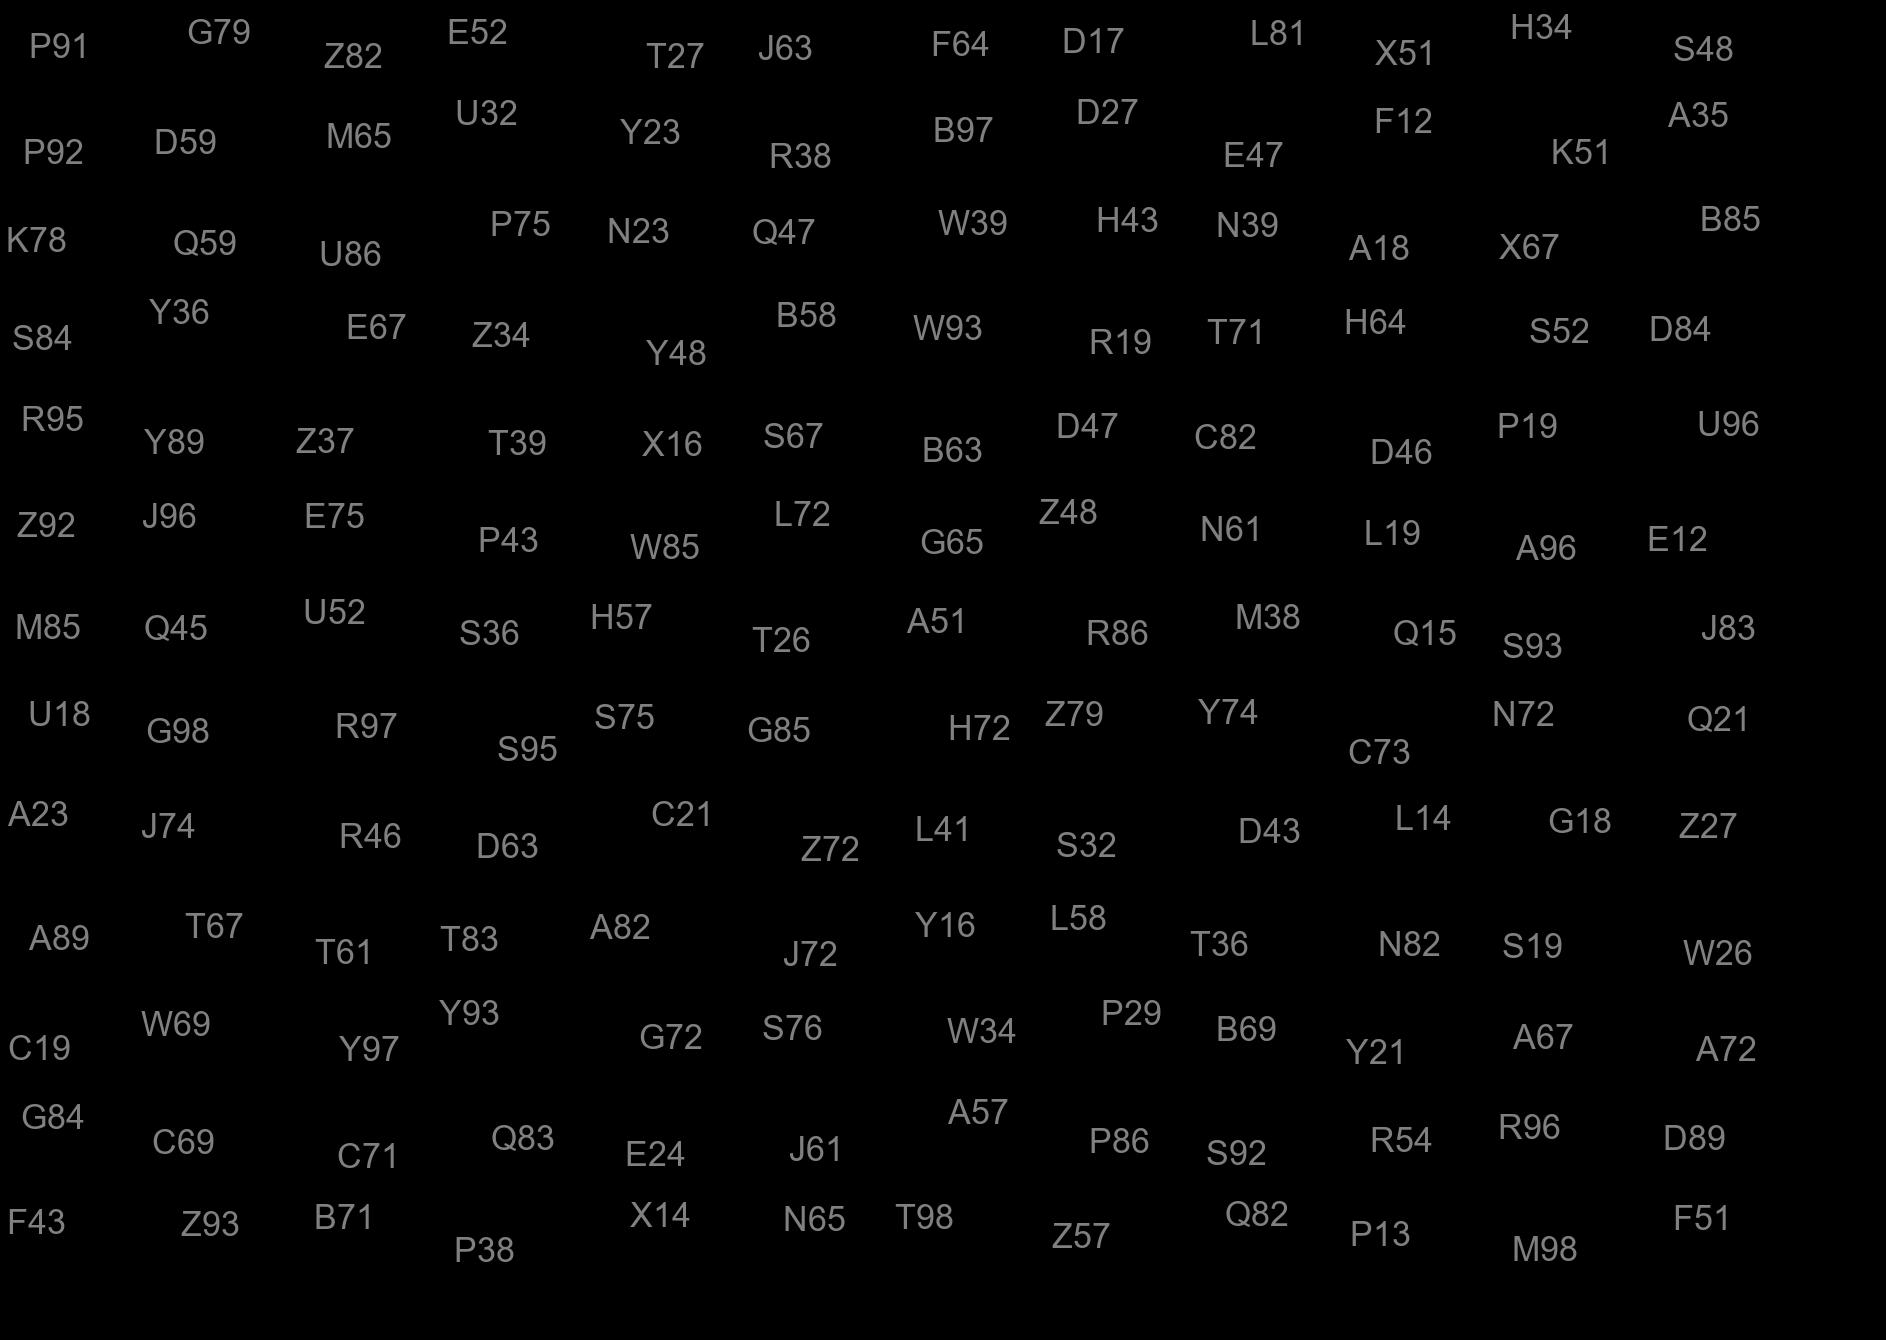 P91 G79 Z82 E52 T27 J63 F64 D17 L81 X51 H34 S48
P92 D59 M65 U32 Y23 R38 B97 D27 E47 F12 K51 A35
K78 Q59 U86 P75 N23 Q47 W39 H43 N39 A18 X67 B85
S84 Y36 E67 Z34 Y48 B58 W93 R19 T71 H64 S52 D84
R95 Y89 Z37 T39 X16 S67 B63 D47 C82 D46 P19 U96
Z92 J96 E75 P43 W85 L72 G65 Z48 N61 L19 A96 E12
M85 Q45 U52 S36 H57 T26 A51 R86 M38 Q15 S93 J83
U18 G98 R97 S95 S75 G85 H72 Z79 Y74 C73 N72 Q21
A23 J74 R46 D63 C21 Z72 L41 S32 D43 L14 G18 Z27
A89 T67 T61 T83 A82 J72 Y16 L58 T36 N82 S19 W26
C19 W69 Y97 Y93 G72 S76 W34 P29 B69 Y21 A67 A72
G84 C69 C71 Q83 E24 J61 A57 P86 S92 R54 R96 D89
F43 Z93 B71 P38 X14 N65 T98 Z57 Q82 P13 M98 F51